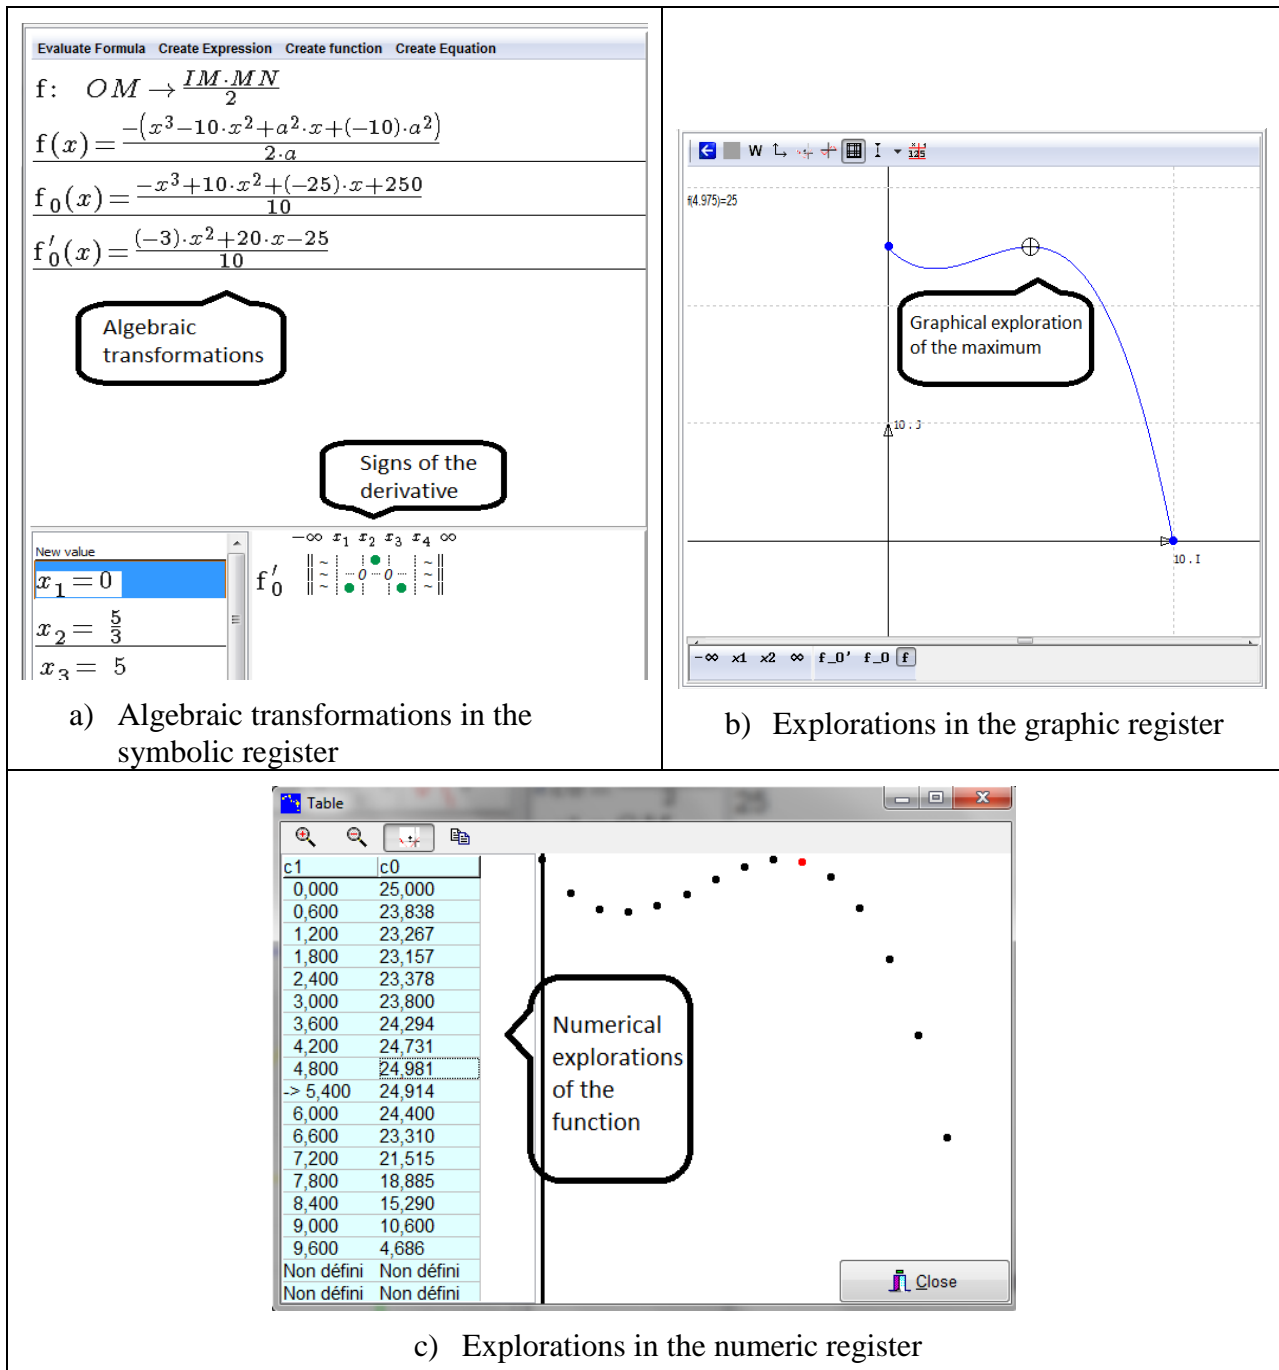 Evaluate Formula Create Expression Create function Create Equation
f: OM → IM·MN / 2
f(x) = -(x³-10·x²+a²·x+(-10)·a²) / 2·a
f₀(x) = -x³+10·x²+(-25)·x+250 / 10
f₀′(x) = (-3)·x²+20·x-25 / 10
Algebraic
transformations
Signs of the
derivative
New value
x₁ = 0
x₂ = 5/3
x₃ = 5
-∞ x₁ x₂ x₃ x₄ ∞
f₀′ ‖ ~ ~ ‖
‖ ~ 0 0 ~ ‖
‖ ~ ~ ‖
a) Algebraic transformations in the
symbolic register
W
125
f(4.975)=25
Graphical exploration
of the maximum
10 . J
10 . I
-∞ x1 x2 ∞ f_0' f_0 f
b) Explorations in the graphic register
Table
c1 c0
0,000 25,000
0,600 23,838
1,200 23,267
1,800 23,157
2,400 23,378
3,000 23,800
3,600 24,294
4,200 24,731
4,800 24,981
-> 5,400 24,914
6,000 24,400
6,600 23,310
7,200 21,515
7,800 18,885
8,400 15,290
9,000 10,600
9,600 4,686
Non défini Non défini
Non défini Non défini
Numerical
explorations
of the
function
Close
c) Explorations in the numeric register